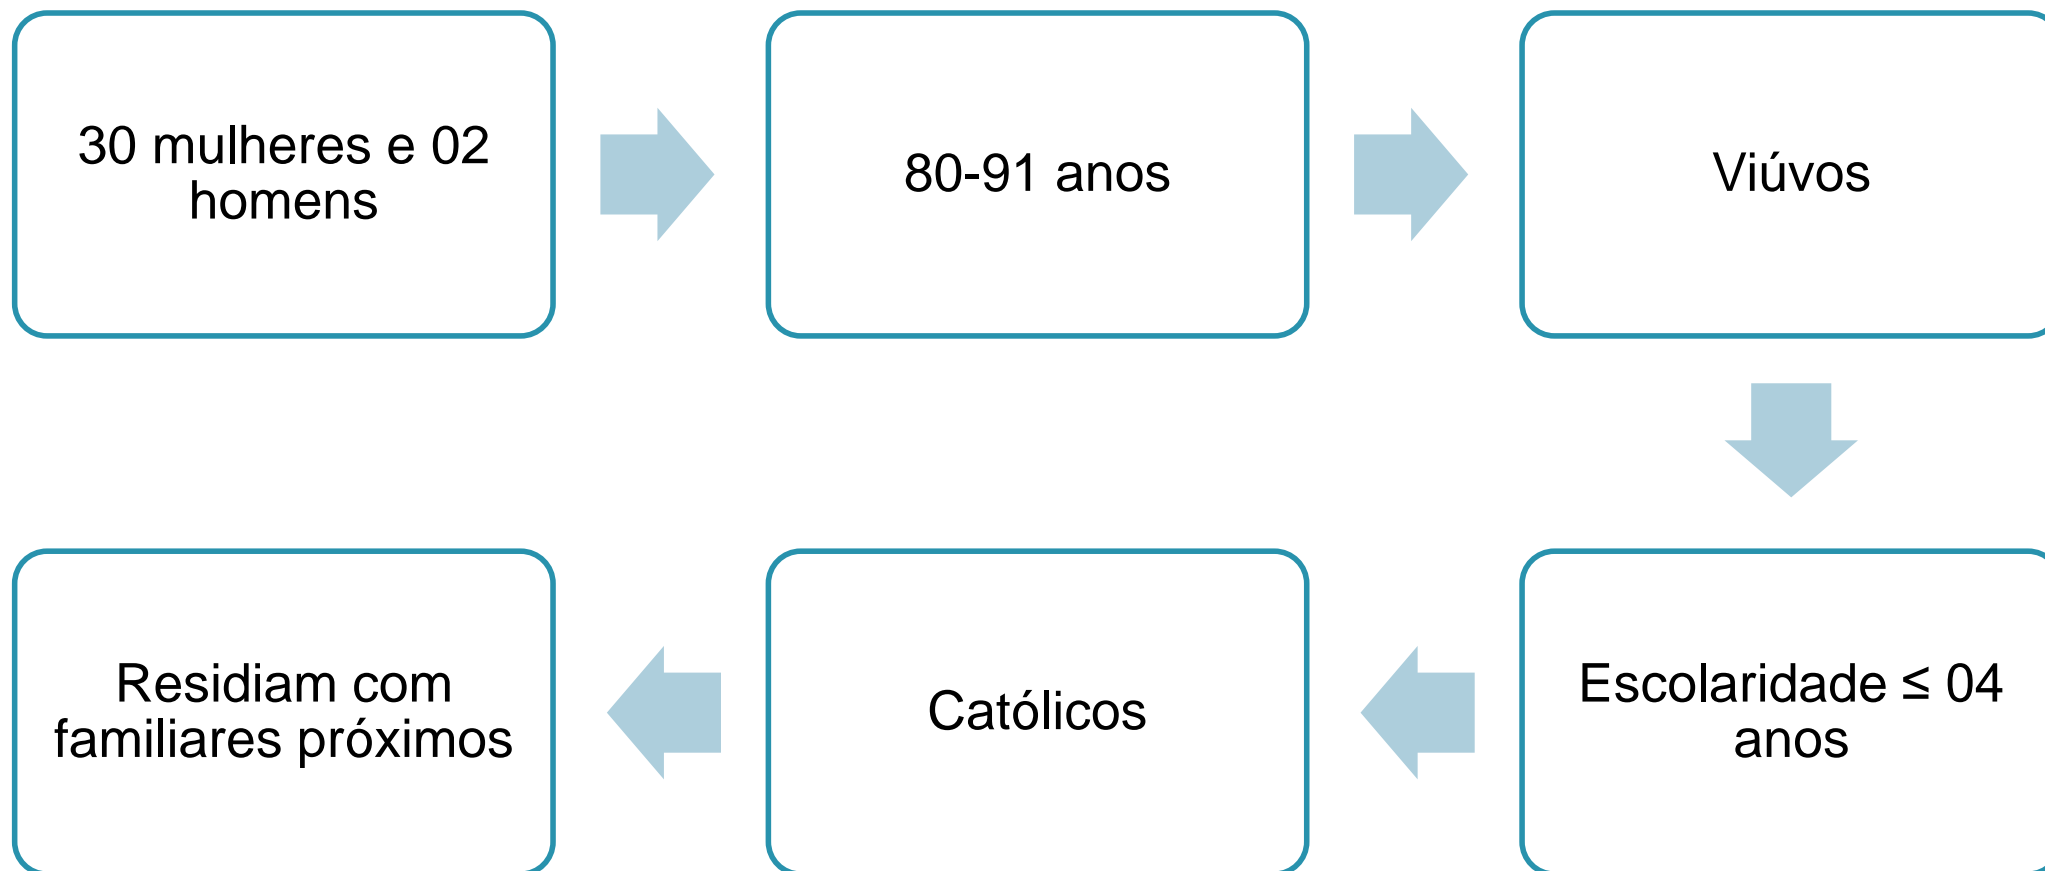 30 mulheres e 02
homens
80-91 anos
Viúvos
Escolaridade ≤ 04
anos
Católicos
Residiam com
familiares próximos